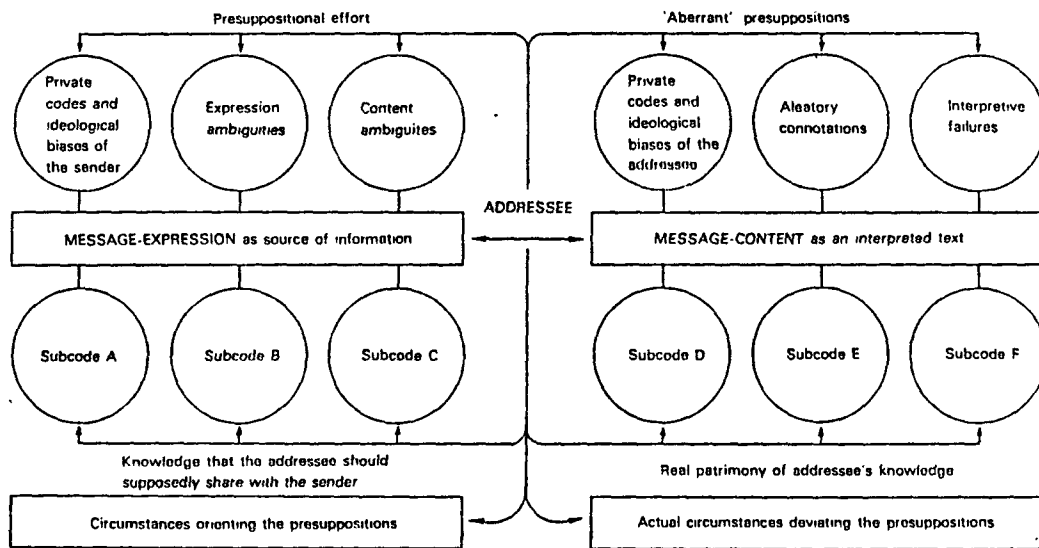 Presuppositional effort
'Aberrant' presuppositions
Private
codes and
ideological
biases of
the sender
Expression
ambiguities
Content
ambiguites
Private
codes and
ideological
biases of the
addressee
Aleatory
connotations
Interpretive
failures
ADDRESSEE
MESSAGE-EXPRESSION as source of information
MESSAGE-CONTENT as an interpreted text
Subcode A
Subcode B
Subcode C
Subcode D
Subcode E
Subcode F
Knowledge that the addressee should
supposedly share with the sender
Real patrimony of addressee's knowledge
Circumstances orienting the presuppositions
Actual circumstances deviating the presuppositions